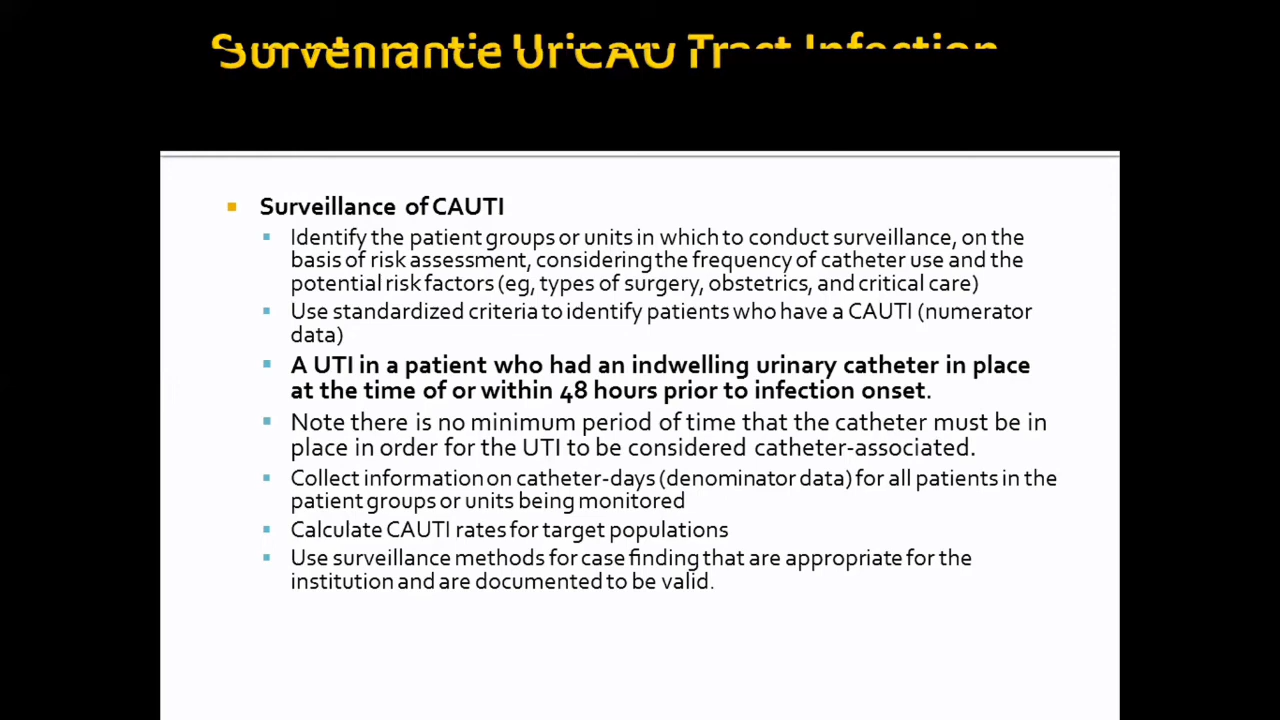 Surveillance of CAUTI
Identify the patient groups or units in which to conduct surveillance, on the
basis of risk assessment, considering the frequency of catheter use and the
potential risk factors (eg, types of surgery, obstetrics, and critical care)
Use standardized criteria to identify patients who have a CAUTI (numerator
data)
A UTI in a patient who had an indwelling urinary catheter in place
at the time of or within 48 hours prior to infection onset.
Note there is no minimum period of time that the catheter must be in
place in order for the UTI to be considered catheter-associated.
Collect information on catheter-days (denominator data) for all patients in the
patient groups or units being monitored
Calculate CAUTI rates for target populations
Use surveillance methods for case finding that are appropriate for the
institution and are documented to be valid.